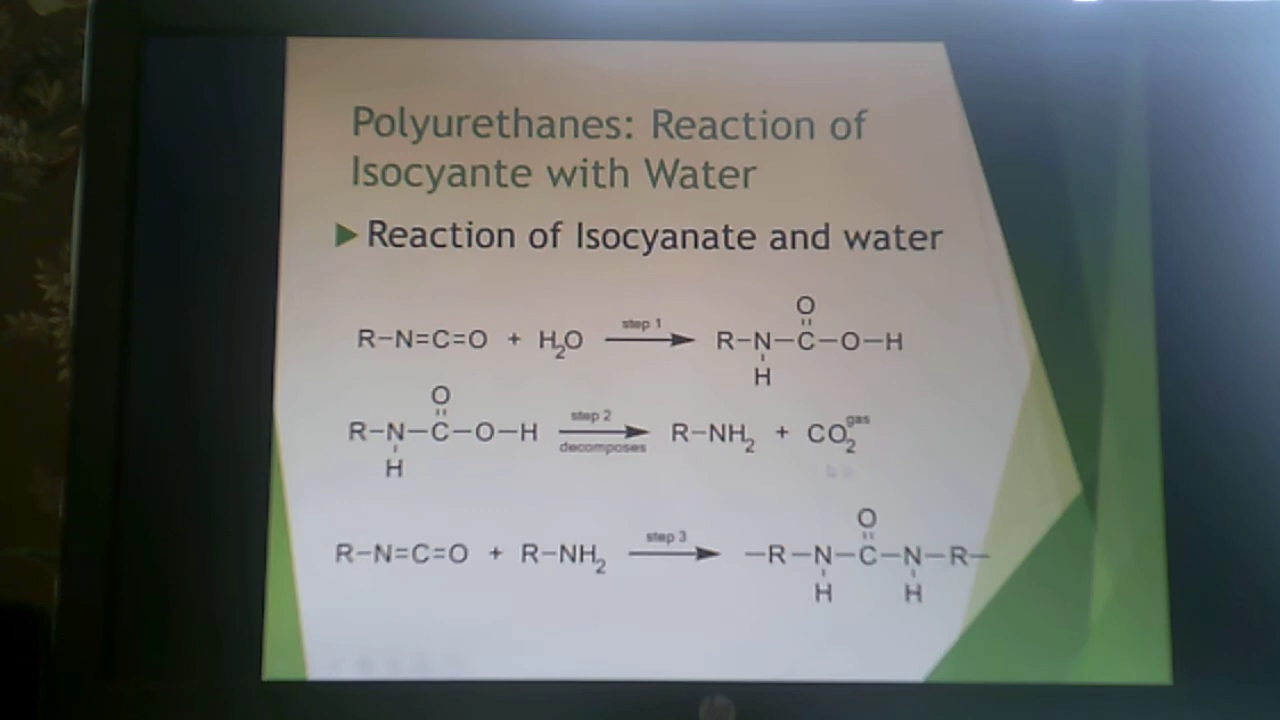 Polyurethanes: Reaction of
Isocyante with Water
Reaction of Isocyanate and water
R-N=C=O + H2O step 1 R-N-C-O-H
O
H
R-N-C-O-H step 2 decomposes R-NH2 + CO2 gas
O
H
R-N=C=O + R-NH2 step 3 -R-N-C-N-R-
O
H H